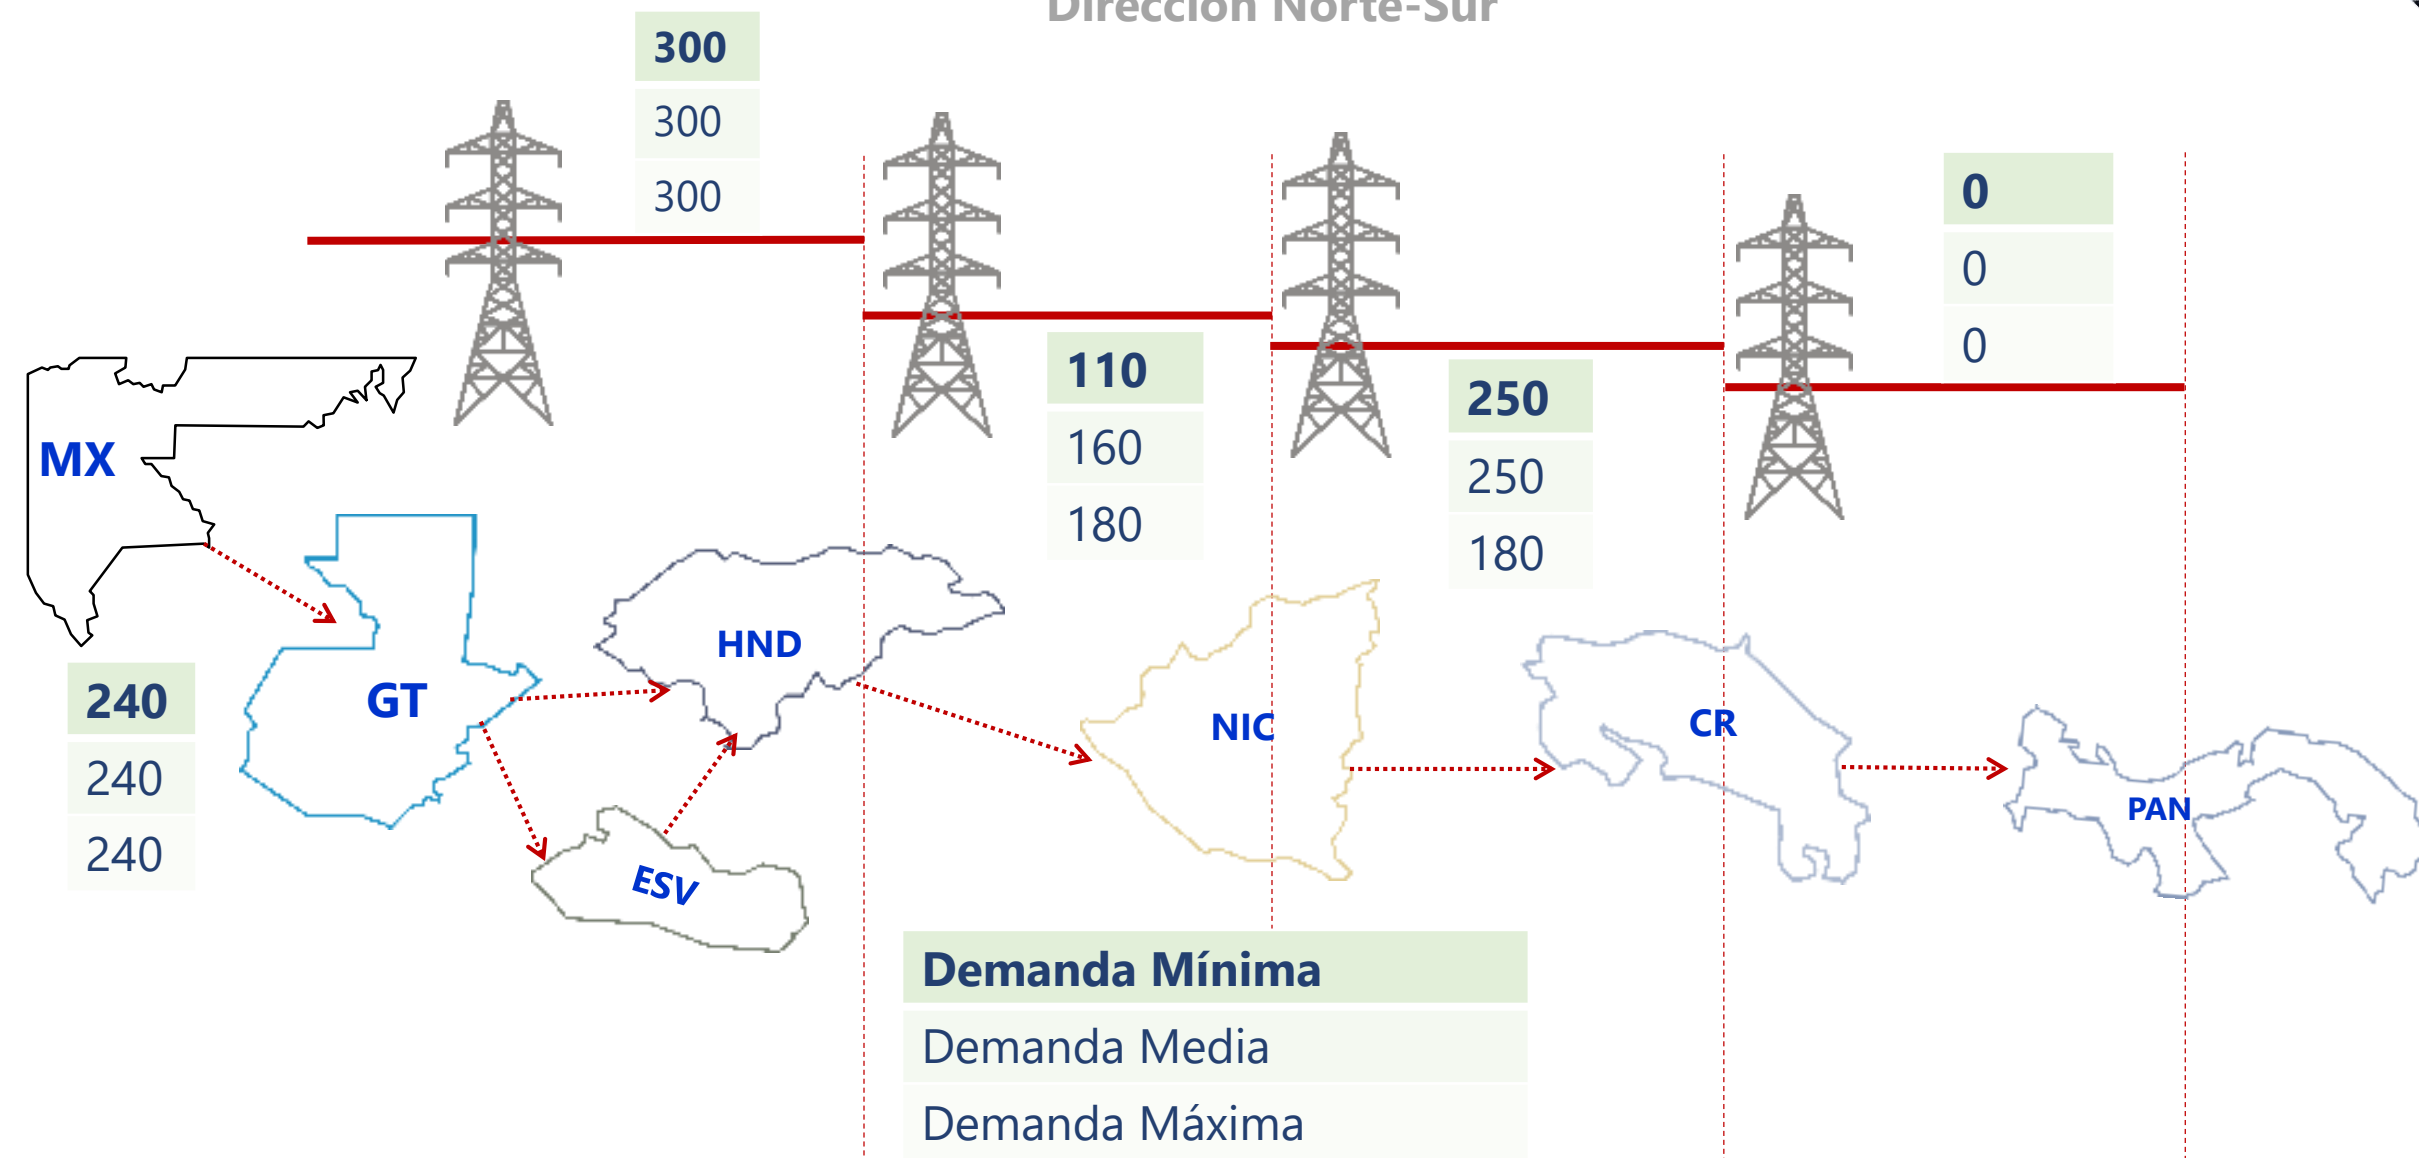 Dirección Norte-Sur
300
300
300
0
0
0
110
160
180
250
250
180
MX
240
240
240
GT
HND
ESV
NIC
CR
PAN
Demanda Mínima
Demanda Media
Demanda Máxima